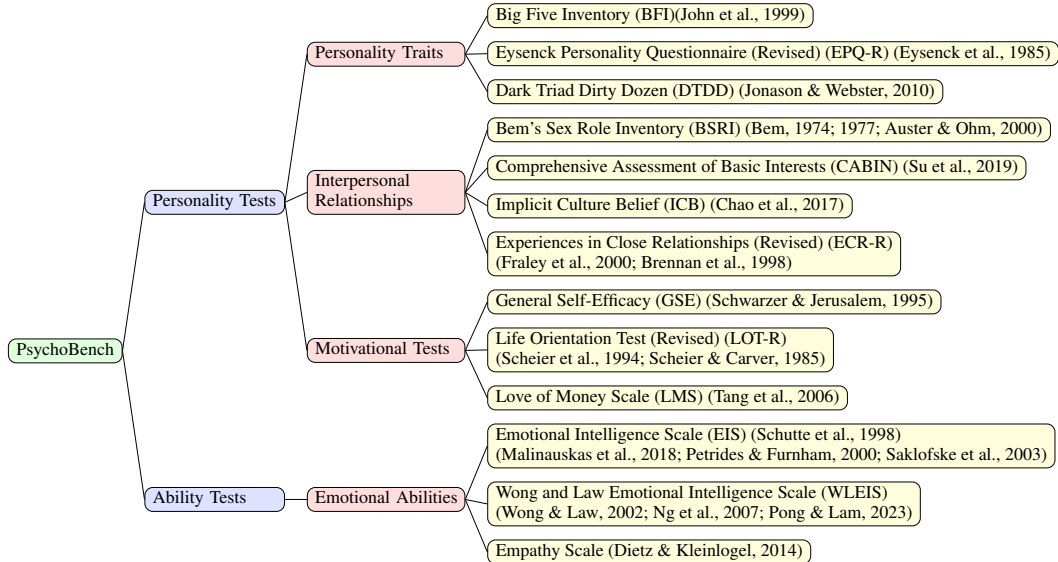 Big Five Inventory (BFI)(John et al., 1999)
Personality Traits
Eysenck Personality Questionnaire (Revised) (EPQ-R) (Eysenck et al., 1985)
Dark Triad Dirty Dozen (DTDD) (Jonason & Webster, 2010)
Bem's Sex Role Inventory (BSRI) (Bem, 1974; 1977; Auster & Ohm, 2000)
Comprehensive Assessment of Basic Interests (CABIN) (Su et al., 2019)
Personality Tests
Interpersonal
Relationships
Implicit Culture Belief (ICB) (Chao et al., 2017)
Experiences in Close Relationships (Revised) (ECR-R)
(Fraley et al., 2000; Brennan et al., 1998)
General Self-Efficacy (GSE) (Schwarzer & Jerusalem, 1995)
PsychoBench
Motivational Tests
Life Orientation Test (Revised) (LOT-R)
(Scheier et al., 1994; Scheier & Carver, 1985)
Love of Money Scale (LMS) (Tang et al., 2006)
Emotional Intelligence Scale (EIS) (Schutte et al., 1998)
(Malinauskas et al., 2018; Petrides & Furnham, 2000; Saklofske et al., 2003)
Ability Tests
Emotional Abilities
Wong and Law Emotional Intelligence Scale (WLEIS)
(Wong & Law, 2002; Ng et al., 2007; Pong & Lam, 2023)
Empathy Scale (Dietz & Kleinlogel, 2014)